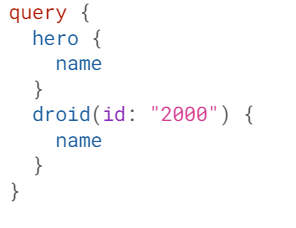 query {
  hero {
    name
  }
  droid(id: "2000") {
    name
  }
}